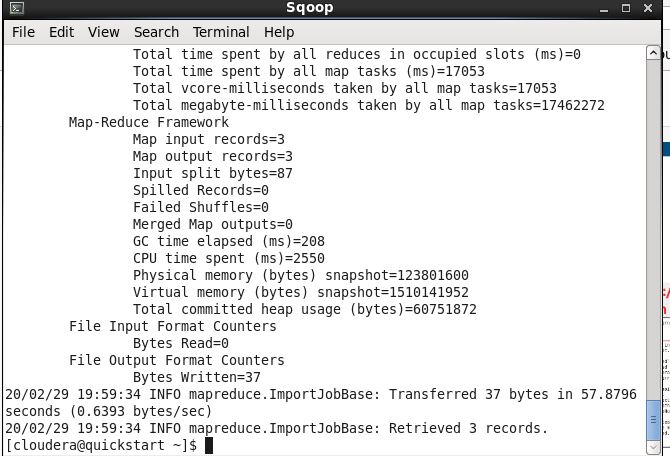 Sqoop
File Edit View Search Terminal Help
Total time spent by all reduces in occupied slots (ms)=0
Total time spent by all map tasks (ms)=17053
Total vcore-milliseconds taken by all map tasks=17053
Total megabyte-milliseconds taken by all map tasks=17462272
Map-Reduce Framework
Map input records=3
Map output records=3
Input split bytes=87
Spilled Records=0
Failed Shuffles=0
Merged Map outputs=0
GC time elapsed (ms)=208
CPU time spent (ms)=2550
Physical memory (bytes) snapshot=123801600
Virtual memory (bytes) snapshot=1510141952
Total committed heap usage (bytes)=60751872
File Input Format Counters
Bytes Read=0
File Output Format Counters
Bytes Written=37
20/02/29 19:59:34 INFO mapreduce.ImportJobBase: Transferred 37 bytes in 57.8796
seconds (0.6393 bytes/sec)
20/02/29 19:59:34 INFO mapreduce.ImportJobBase: Retrieved 3 records.
[cloudera@quickstart ~]$